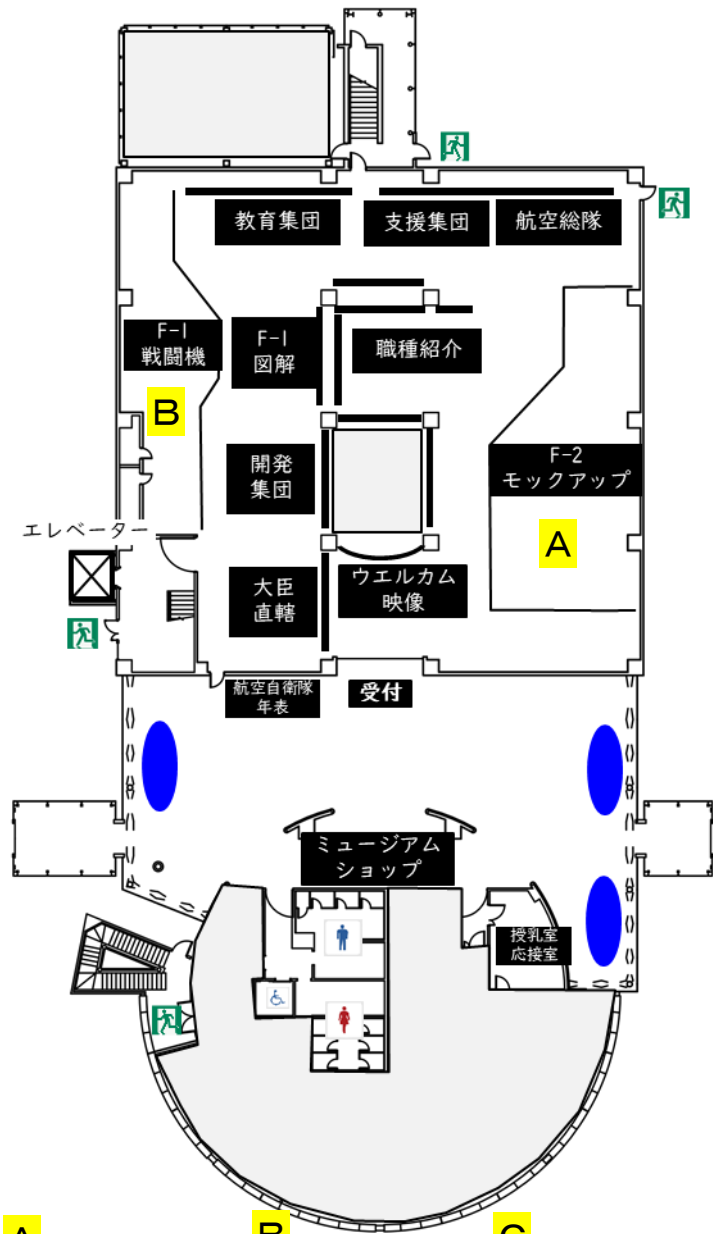 教育集団
支援集団
航空総隊
F-1
戦闘機
F-1
図解
職種紹介
B
開発
集団
F-2
モックアップ
エレベーター
A
大臣
直轄
ウエルカム
映像
航空自衛隊
年表
受付
ミュージアム
ショップ
授乳室
応接室
A
B
C